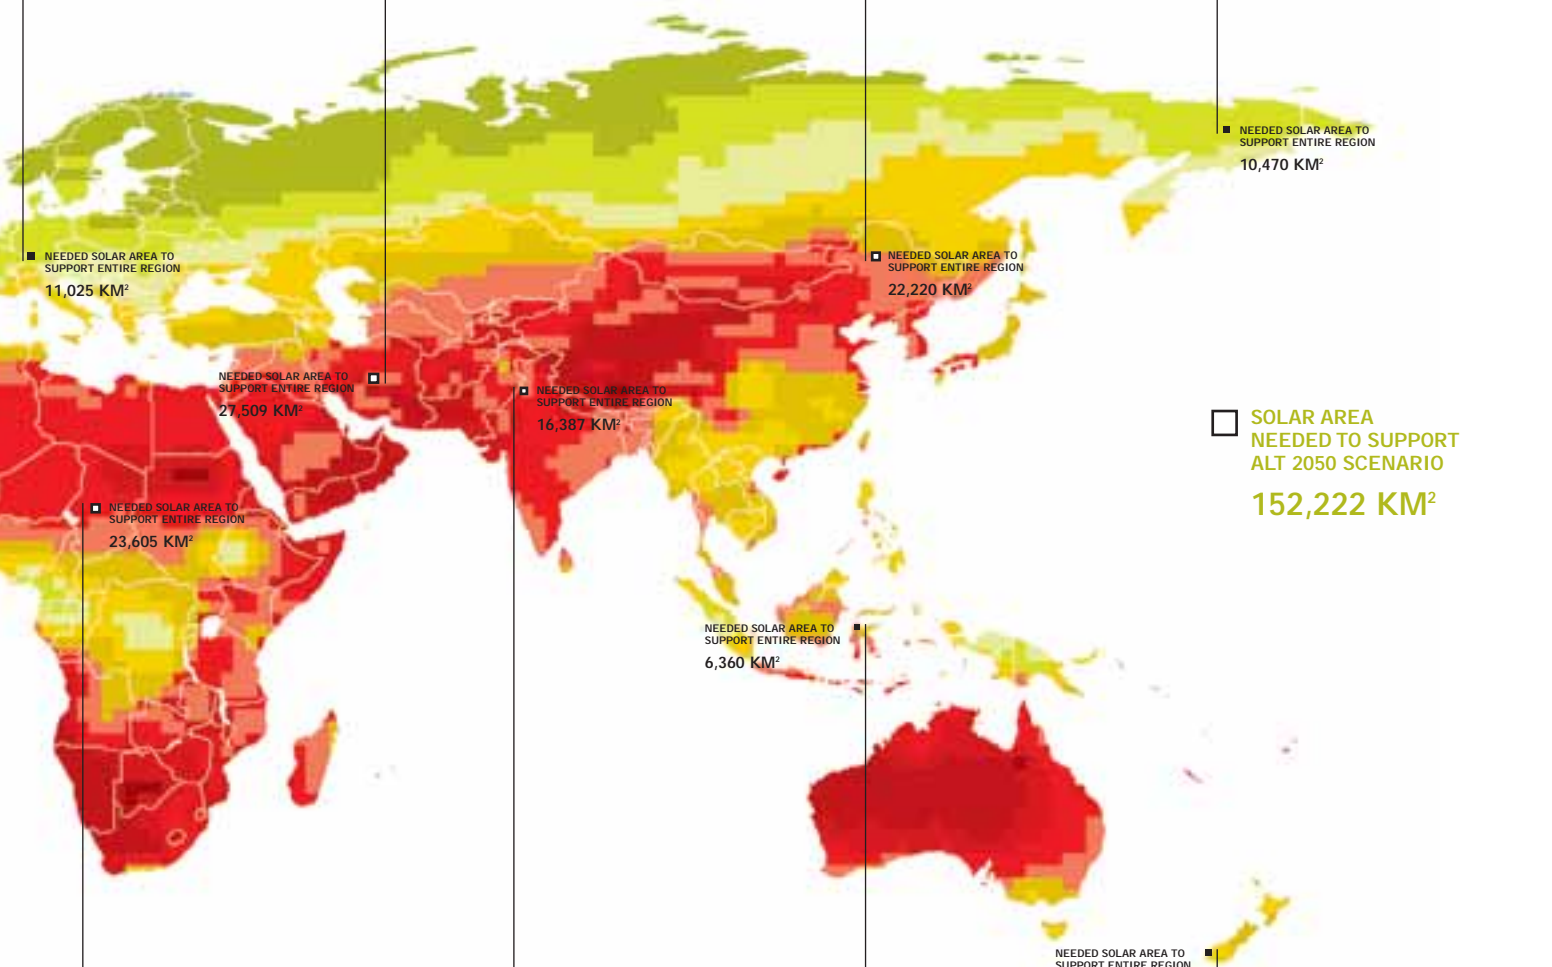 NEEDED SOLAR AREA TO
SUPPORT ENTIRE REGION
10,470 KM²
NEEDED SOLAR AREA TO
SUPPORT ENTIRE REGION
11,025 KM²
NEEDED SOLAR AREA TO
SUPPORT ENTIRE REGION
22,220 KM²
NEEDED SOLAR AREA TO
SUPPORT ENTIRE REGION
27,509 KM²
NEEDED SOLAR AREA TO
SUPPORT ENTIRE REGION
16,387 KM²
SOLAR AREA
NEEDED TO SUPPORT
ALT 2050 SCENARIO
152,222 KM²
NEEDED SOLAR AREA TO
SUPPORT ENTIRE REGION
23,605 KM²
NEEDED SOLAR AREA TO
SUPPORT ENTIRE REGION
6,360 KM²
NEEDED SOLAR AREA TO
SUPPORT ENTIRE REGION